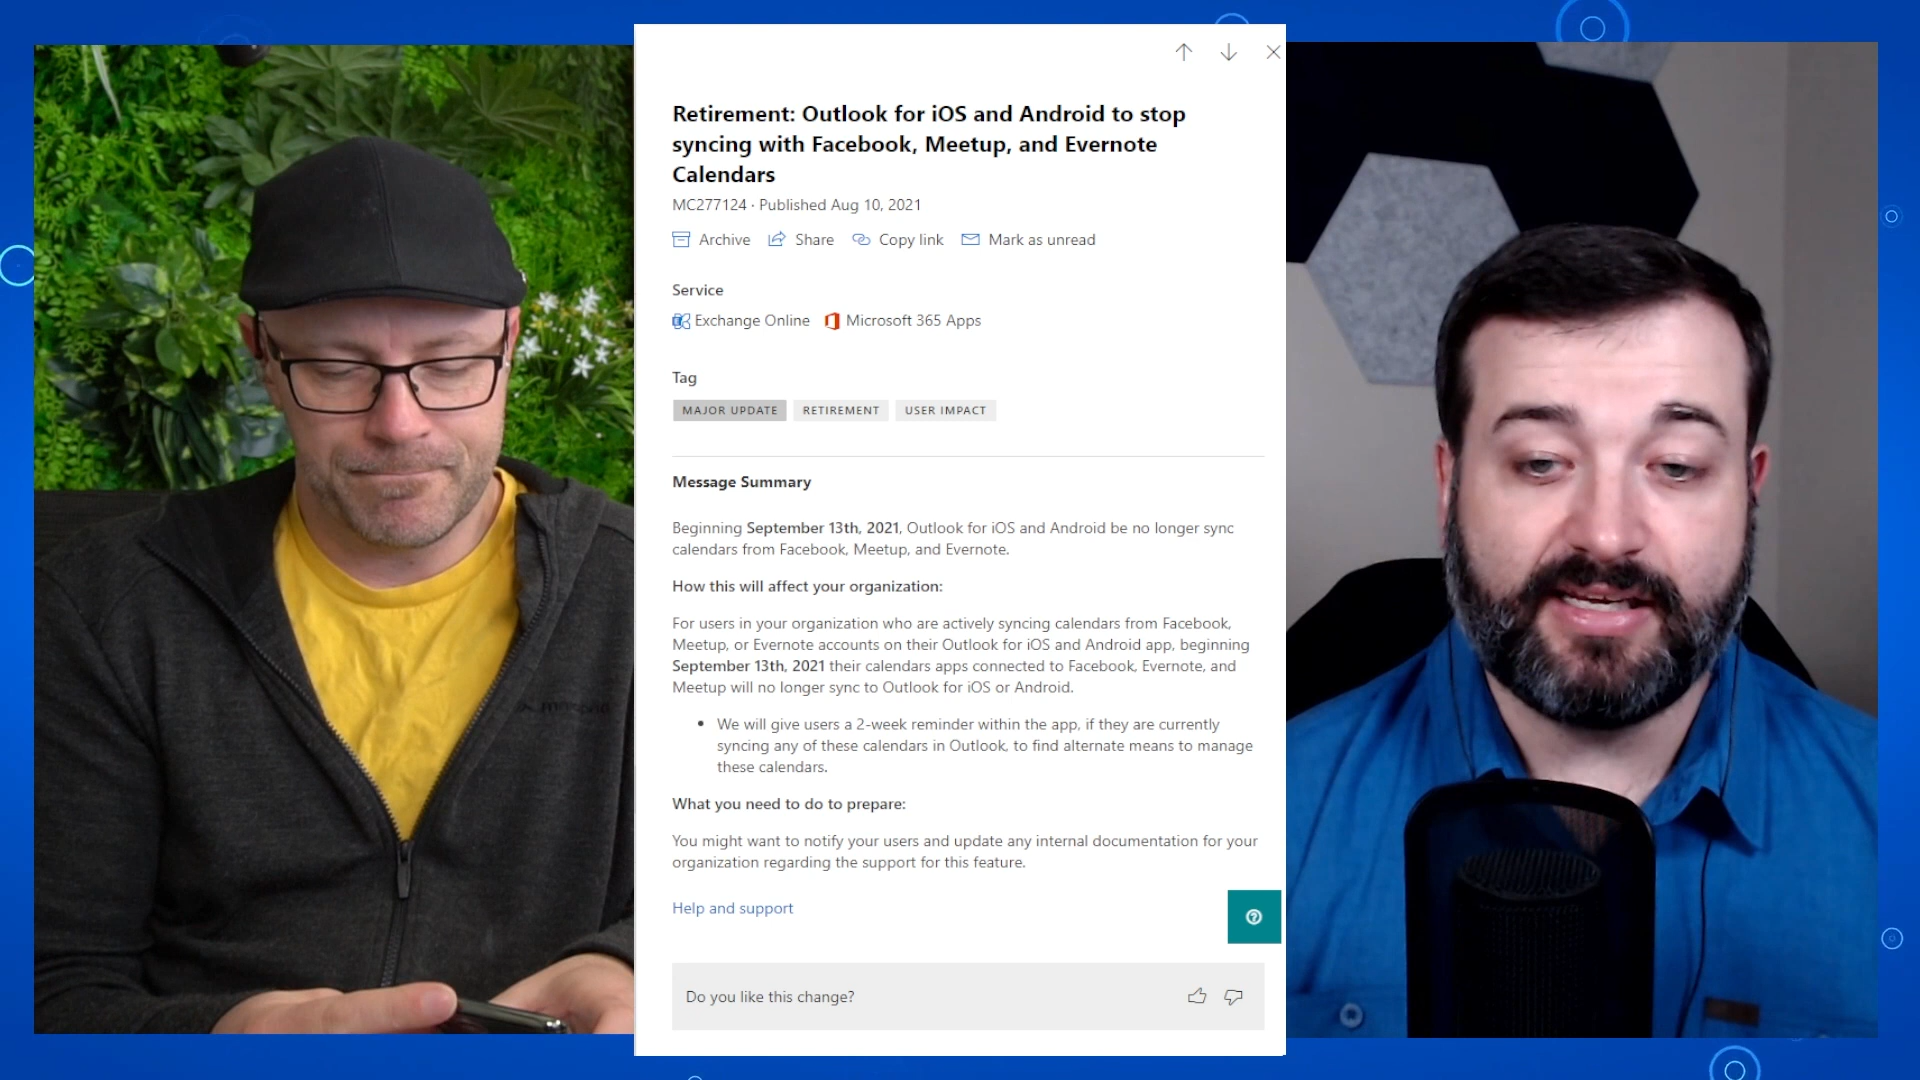 Retirement: Outlook for iOS and Android to stop
syncing with Facebook, Meetup, and Evernote
Calendars
MC277124 · Published Aug 10, 2021
Archive Share Copy link Mark as unread
Service
Exchange Online Microsoft 365 Apps
Tag
MAJOR UPDATE RETIREMENT USER IMPACT
Message Summary
Beginning September 13th, 2021, Outlook for iOS and Android be no longer sync
calendars from Facebook, Meetup, and Evernote.
How this will affect your organization:
For users in your organization who are actively syncing calendars from Facebook,
Meetup, or Evernote accounts on their Outlook for iOS and Android app, beginning
September 13th, 2021 their calendars apps connected to Facebook, Evernote, and
Meetup will no longer sync to Outlook for iOS or Android.
• We will give users a 2-week reminder within the app, if they are currently
syncing any of these calendars in Outlook, to find alternate means to manage
these calendars.
What you need to do to prepare:
You might want to notify your users and update any internal documentation for your
organization regarding the support for this feature.
Help and support
Do you like this change?